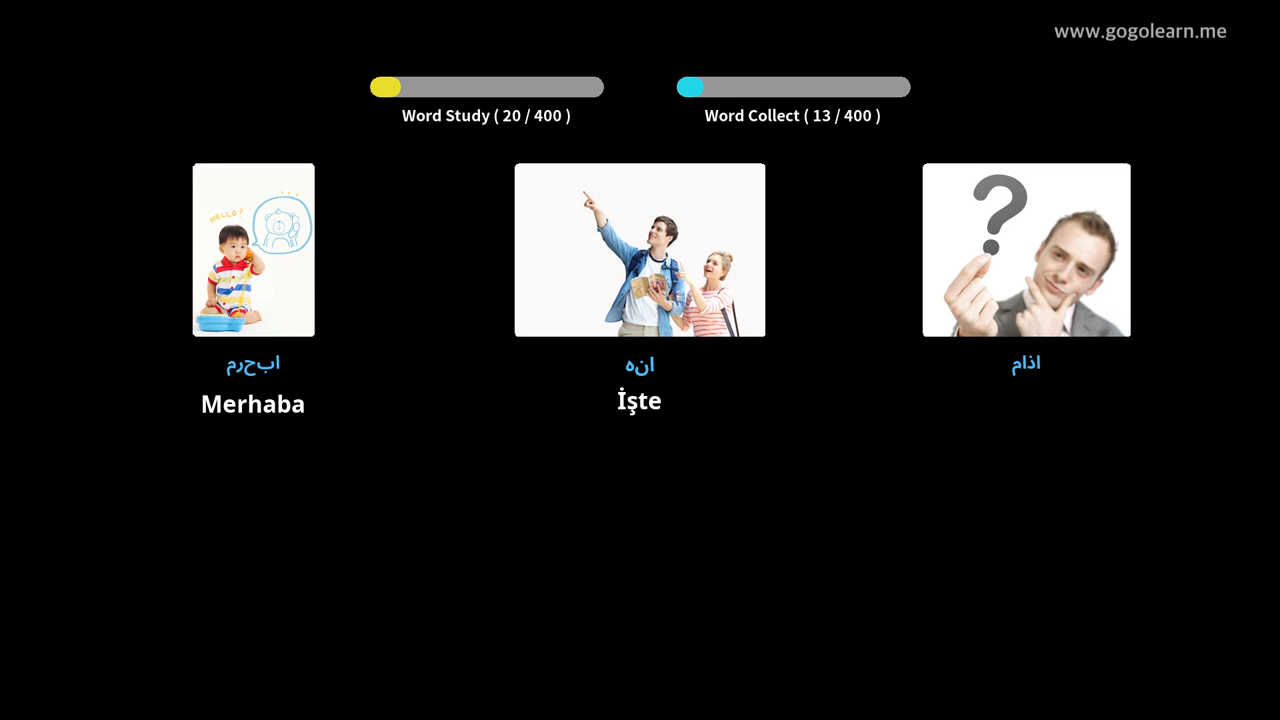 www.gogolearn.me
Word Study ( 20 / 400 )
Word Collect ( 13 / 400 )
HELLO?
ابحرم
Merhaba
انه
İşte
اذام